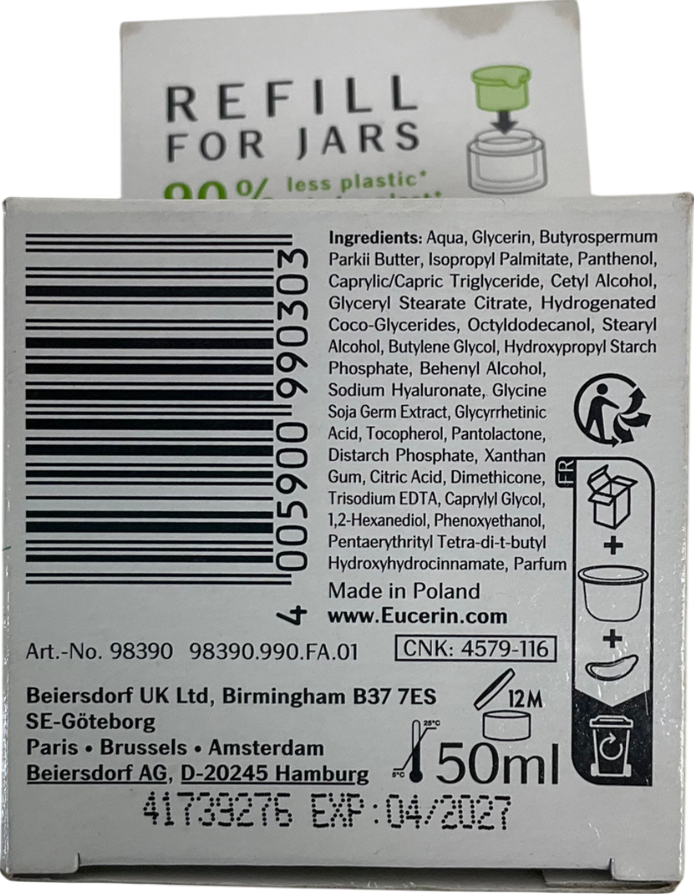 REFILL
FOR JARS
90% less plastic*
4 005900 990303
Ingredients: Aqua, Glycerin, Butyrospermum
Parkii Butter, Isopropyl Palmitate, Panthenol,
Caprylic/Capric Triglyceride, Cetyl Alcohol,
Glyceryl Stearate Citrate, Hydrogenated
Coco-Glycerides, Octyldodecanol, Stearyl
Alcohol, Butylene Glycol, Hydroxypropyl Starch
Phosphate, Behenyl Alcohol,
Sodium Hyaluronate, Glycine
Soja Germ Extract, Glycyrrhetinic
Acid, Tocopherol, Pantolactone,
Distarch Phosphate, Xanthan
Gum, Citric Acid, Dimethicone,
Trisodium EDTA, Caprylyl Glycol,
1,2-Hexanediol, Phenoxyethanol,
Pentaerythrityl Tetra-di-t-butyl
Hydroxyhydrocinnamate, Parfum
Made in Poland
www.Eucerin.com
FR
Art.-No. 98390 98390.990.FA.01
CNK: 4579-116
Beiersdorf UK Ltd, Birmingham B37 7ES
SE-Göteborg
Paris • Brussels • Amsterdam
Beiersdorf AG, D-20245 Hamburg
12M
25°C
5°C
50ml
41739276 EXP:04/2027